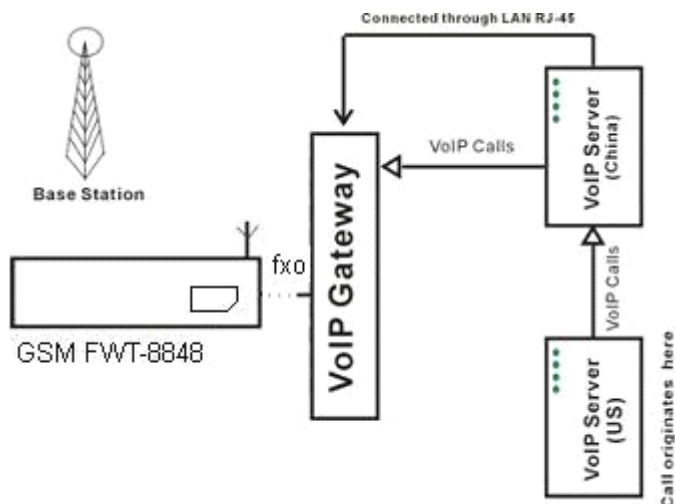 Connected through LAN RJ-45
Base Station
GSM FWT-8848
fxo
VoIP Gateway
VoIP Calls
VoIP Server
(China)
VoIP Calls
VoIP Server
(US)
Call originates here